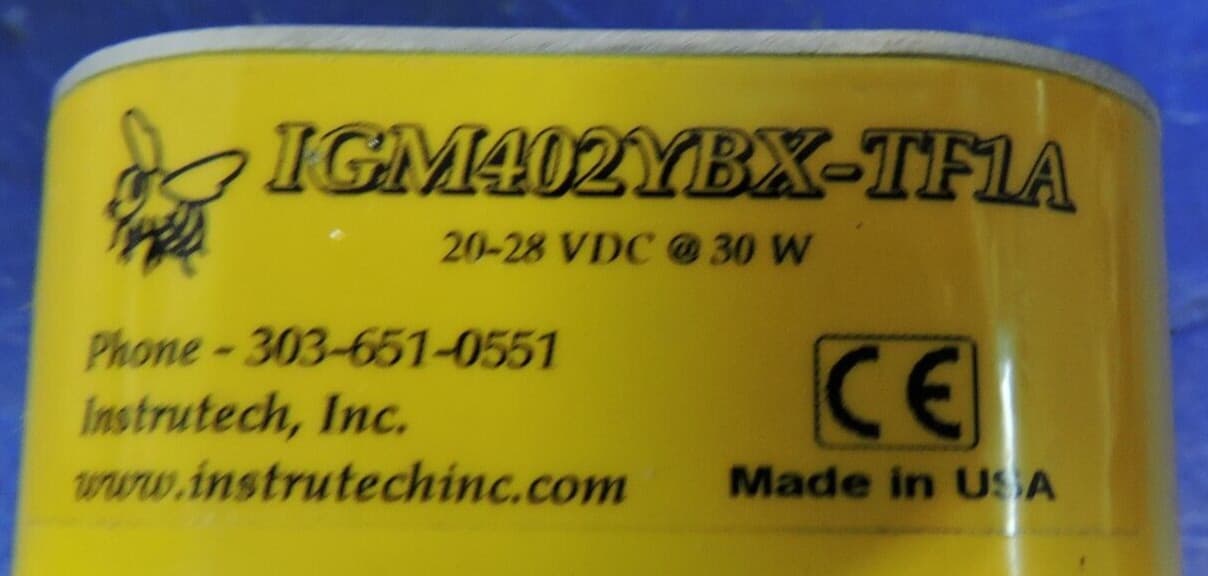 IGM402YBX-TF1A
20-28 VDC @ 30 W
Phone - 303-651-0551
Instrutech, Inc.
www.instrutechinc.com
CE
Made in USA